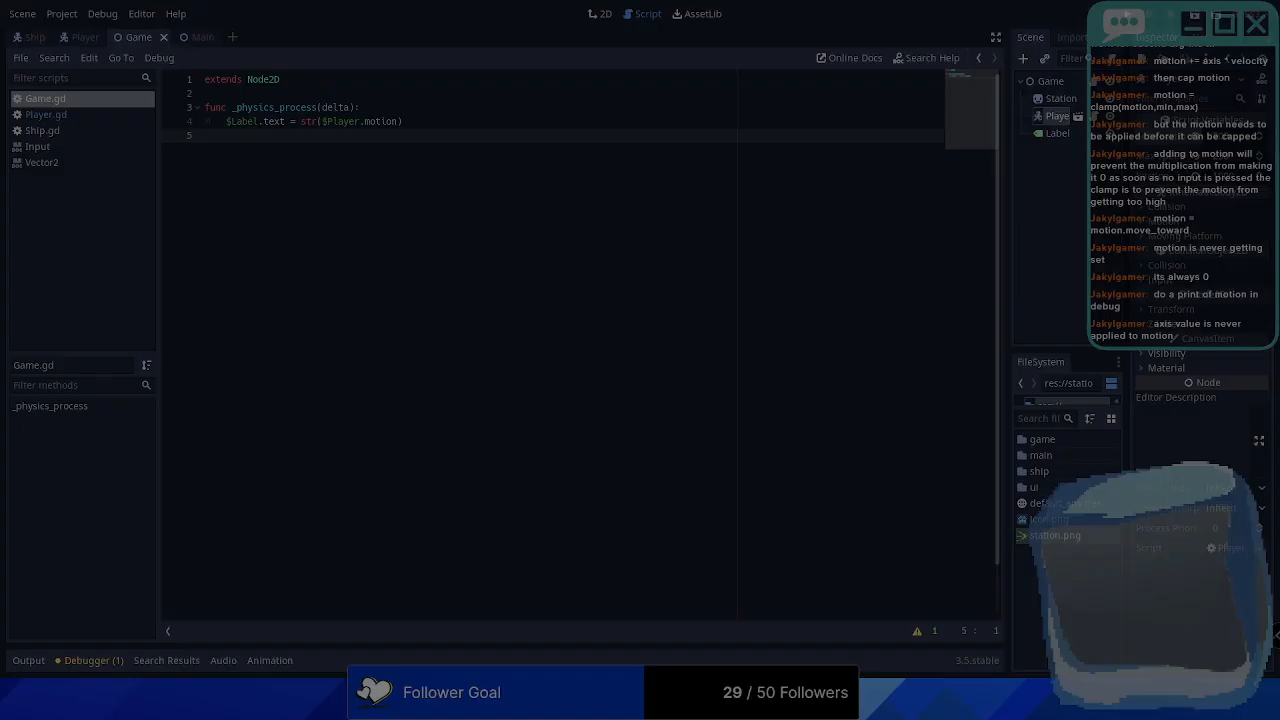 Scene Project Debug Editor Help
2D Script AssetLib
Ship Player Game Main
File Search Edit Go To Debug
Online Docs Search Help
Filter scripts
Game.gd
Player.gd
Ship.gd
Input
Vector2
Game.gd
Filter methods
_physics_process
1 extends Node2D
2
3 func _physics_process(delta):
4 $Label.text = str($Player.motion)
5
1 5 : 1
Output Debugger (1) Search Results Audio Animation
3.5.stable
Scene Import
Filter
Game
Station
Playe
Label
Inspector
Jakylgamer: motion += axis * velocity
Jakylgamer: then cap motion
Jakylgamer: motion =
clamp(motion,min,max)
Jakylgamer: but the motion needs to
be applied before it can be capped.
Jakylgamer: adding to motion will
prevent the multiplication from making
it 0 as soon as no input is pressed the
clamp is to prevent the motion from
getting too high
Jakylgamer: motion =
motion.move_toward
Jakylgamer: motion is never getting
set
Jakylgamer: its always 0
Jakylgamer: do a print of motion in
debug
Jakylgamer: axis value is never
applied to motion
Script Variables
Collision
Moving Platform
Collision
Transform
CanvasItem
Visibility
Material
Node
Editor Description
Process Prior 0
Script Player
FileSystem
res://statio
Search fil
game
main
ship
ui
icon.png
station.png
Follower Goal
29 / 50 Followers